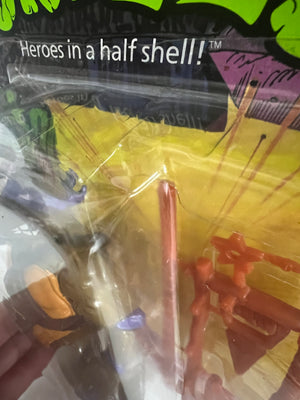 Heroes in a half shell!™